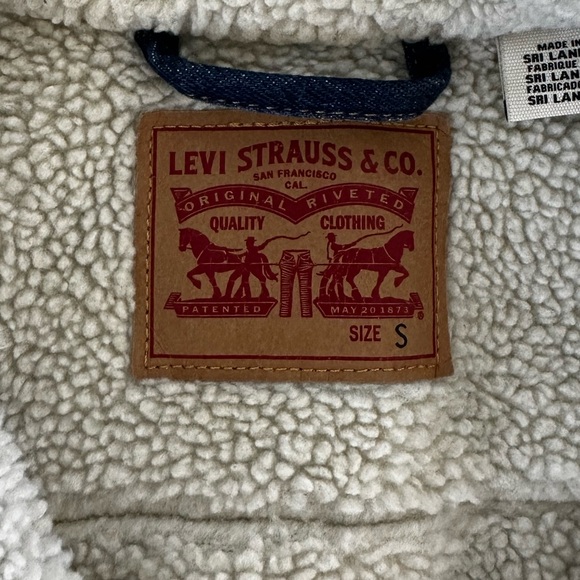 LEVI STRAUSS & CO.
SAN FRANCISCO
CAL.
ORIGINAL RIVETED
QUALITY CLOTHING
PATENTED MAY 20 1873
®
SIZE S
MADE IN
SRI LAN
FABRIQUE
SRI LAN
FABRICADO
SRI LAN